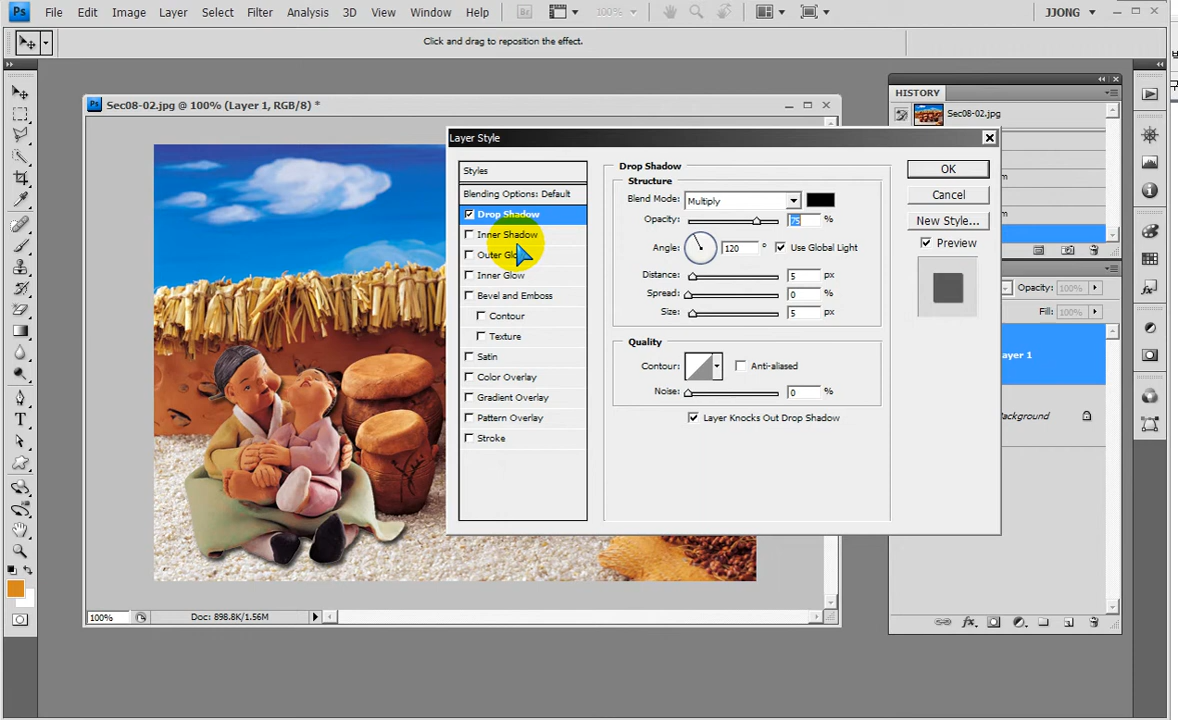 Ps File Edit Image Layer Select Filter Analysis 3D View Window Help Br 100% JJONG
Click and drag to reposition the effect.
Ps Sec08-02.jpg @ 100% (Layer 1, RGB/8) *
HISTORY
Sec08-02.jpg
Layer Style
Styles
Blending Options: Default
Drop Shadow
Inner Shadow
Outer Glow
Inner Glow
Bevel and Emboss
Contour
Texture
Satin
Color Overlay
Gradient Overlay
Pattern Overlay
Stroke
Drop Shadow
Structure
Blend Mode: Multiply
Opacity: 75 %
Angle: 120 ° Use Global Light
Distance: 5 px
Spread: 0 %
Size: 5 px
Quality
Contour: Anti-aliased
Noise: 0 %
Layer Knocks Out Drop Shadow
OK
Cancel
New Style...
Preview
Opacity: 100%
Fill: 100%
ayer 1
ackground
100% Doc: 898.8K/1.56M